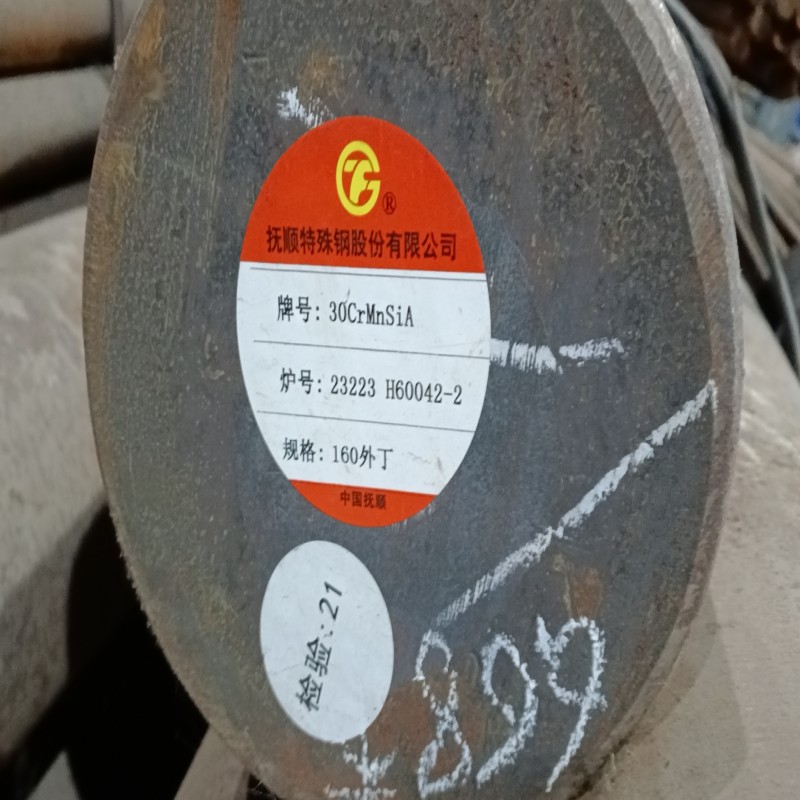 ®
抚顺特殊钢股份有限公司
牌号: 30CrMnSiA
炉号: 23223 H60042-2
规格: 160外丁
中国抚顺
检验: 21